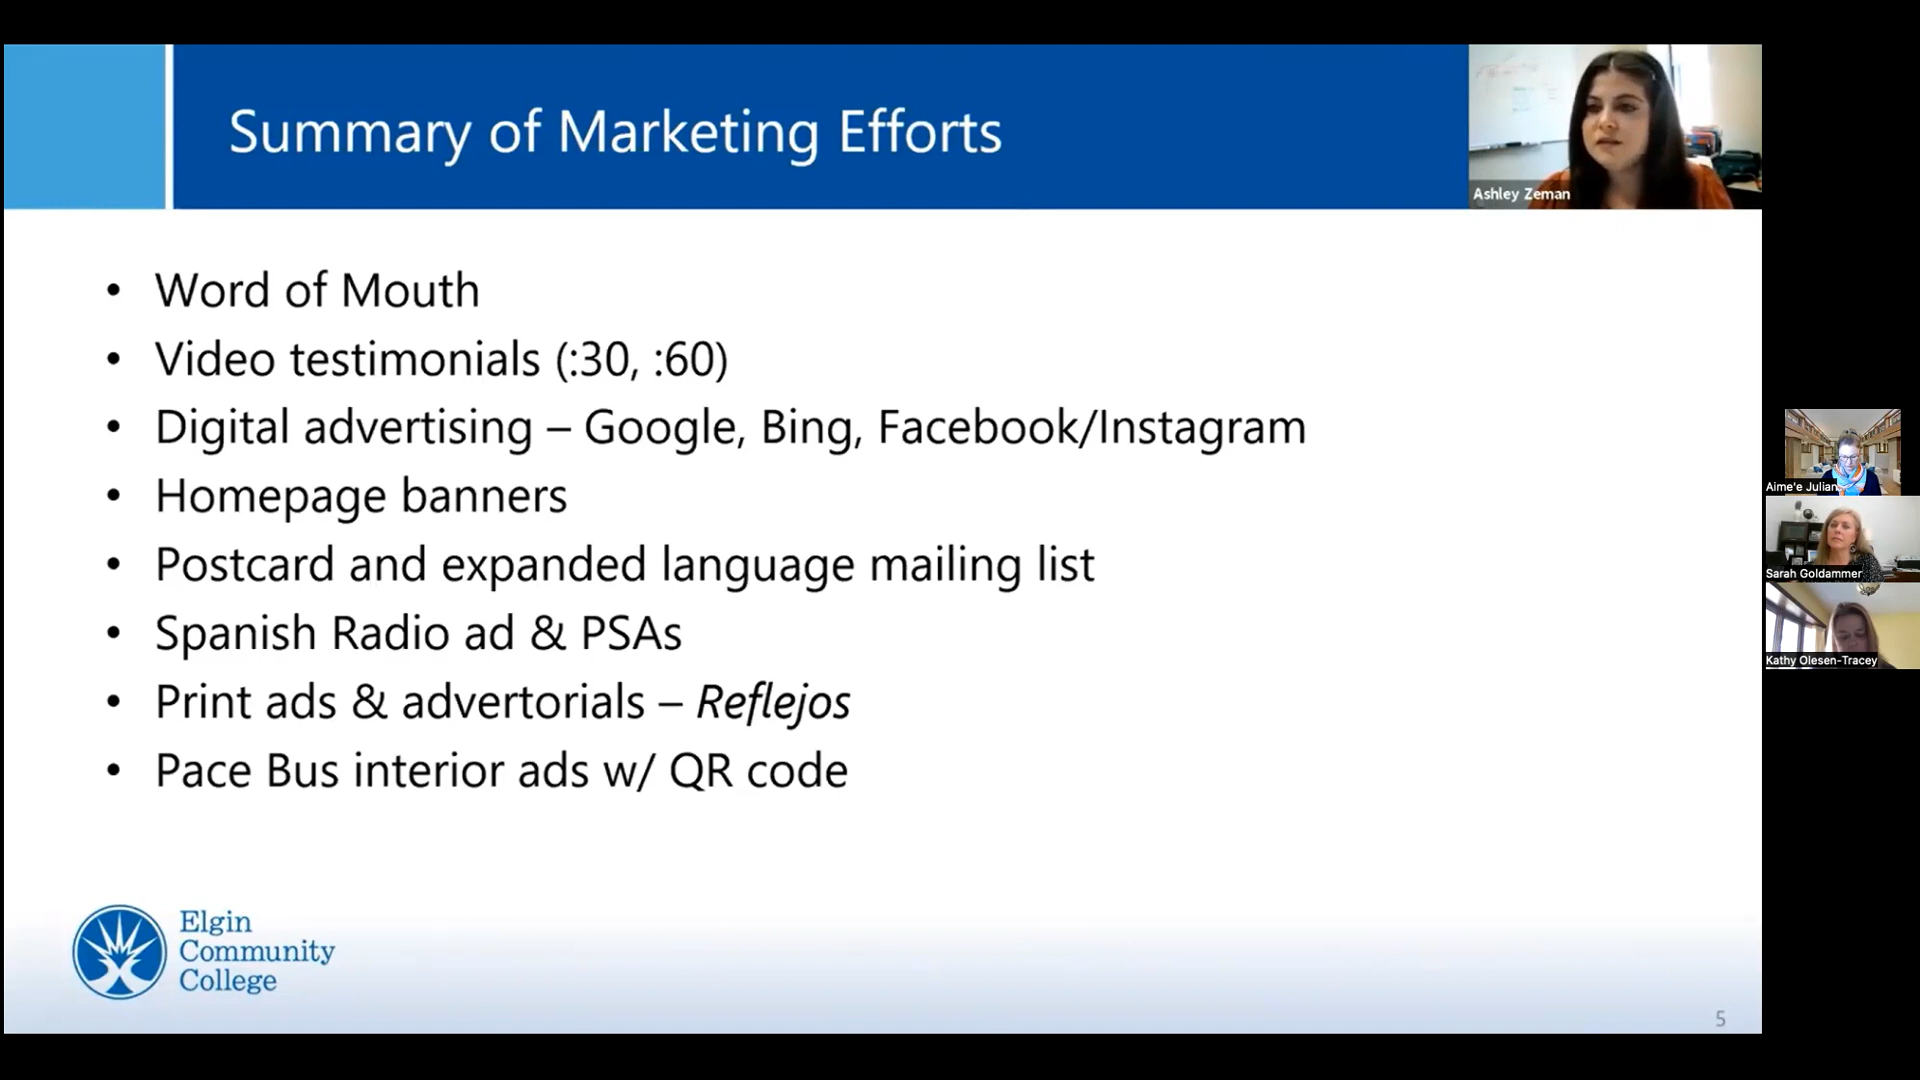 Summary of Marketing Efforts
Ashley Zeman
• Word of Mouth
• Video testimonials (:30, :60)
• Digital advertising – Google, Bing, Facebook/Instagram
• Homepage banners
• Postcard and expanded language mailing list
• Spanish Radio ad & PSAs
• Print ads & advertorials – Reflejos
• Pace Bus interior ads w/ QR code
Elgin
Community
College
5
Aime'e Julian
Sarah Goldammer
Kathy Olesen-Tracey